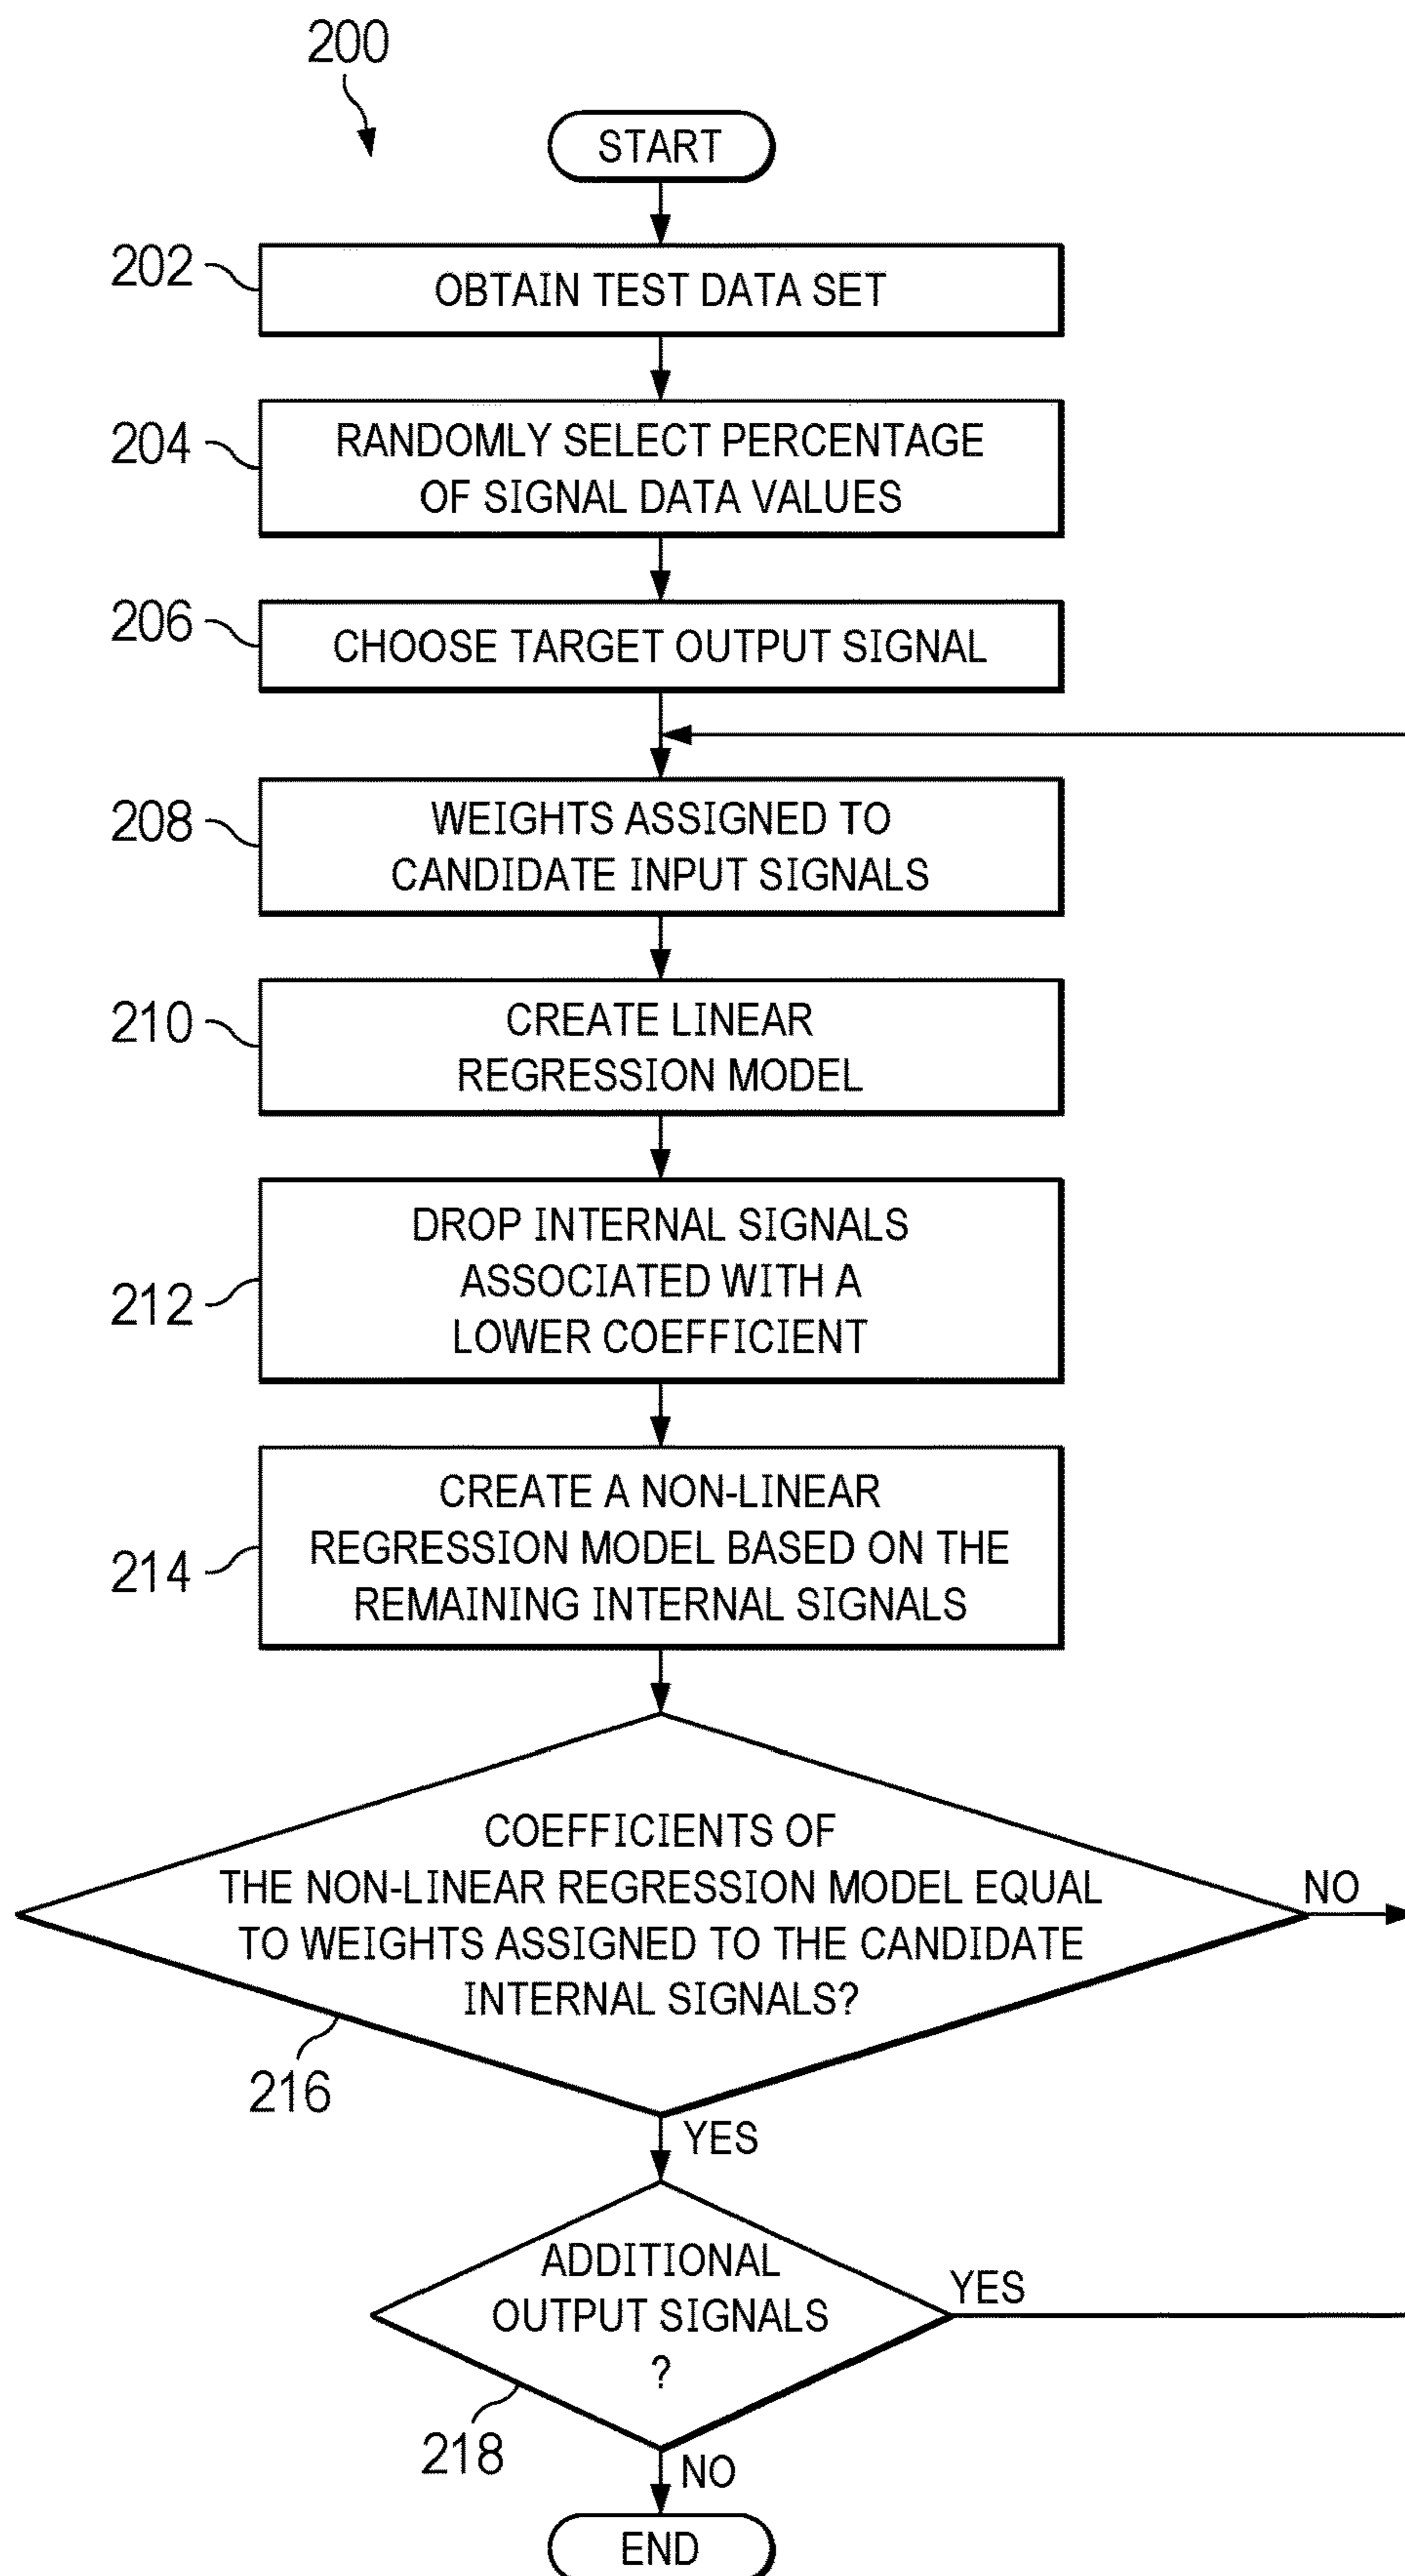 200
START
202
OBTAIN TEST DATA SET
204
RANDOMLY SELECT PERCENTAGE
OF SIGNAL DATA VALUES
206
CHOOSE TARGET OUTPUT SIGNAL
208
WEIGHTS ASSIGNED TO
CANDIDATE INPUT SIGNALS
210
CREATE LINEAR
REGRESSION MODEL
212
DROP INTERNAL SIGNALS
ASSOCIATED WITH A
LOWER COEFFICIENT
214
CREATE A NON-LINEAR
REGRESSION MODEL BASED ON THE
REMAINING INTERNAL SIGNALS
COEFFICIENTS OF
THE NON-LINEAR REGRESSION MODEL EQUAL
TO WEIGHTS ASSIGNED TO THE CANDIDATE
INTERNAL SIGNALS?
NO
216
YES
ADDITIONAL
OUTPUT SIGNALS
?
YES
218
NO
END